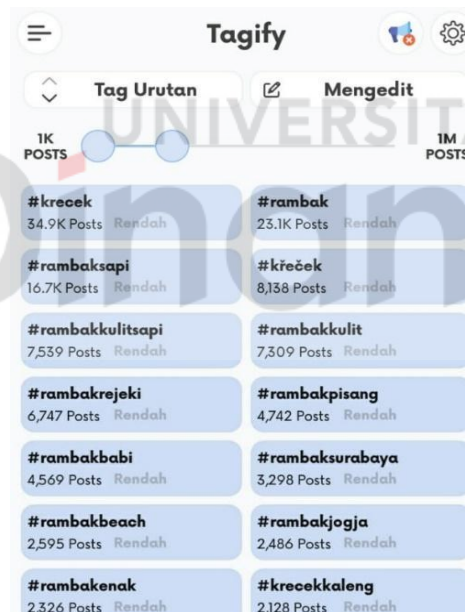 Tagify
Tag Urutan
Mengedit
UNIVERSITA
1K
POSTS
1M
POSTS
Dinam
#krecek
34.9K Posts Rendah
#rambak
23.1K Posts Rendah
#rambaksapi
16.7K Posts Rendah
#křeček
8,138 Posts Rendah
#rambakkulitsapi
7,539 Posts Rendah
#rambakkulit
7,309 Posts Rendah
#rambakrejeki
6,747 Posts Rendah
#rambakpisang
4,742 Posts Rendah
#rambakbabi
4,569 Posts Rendah
#rambaksurabaya
3,298 Posts Rendah
#rambakbeach
2,595 Posts Rendah
#rambakjogja
2,486 Posts Rendah
#rambakenak
2,326 Posts Rendah
#krecekkaleng
2,128 Posts Rendah